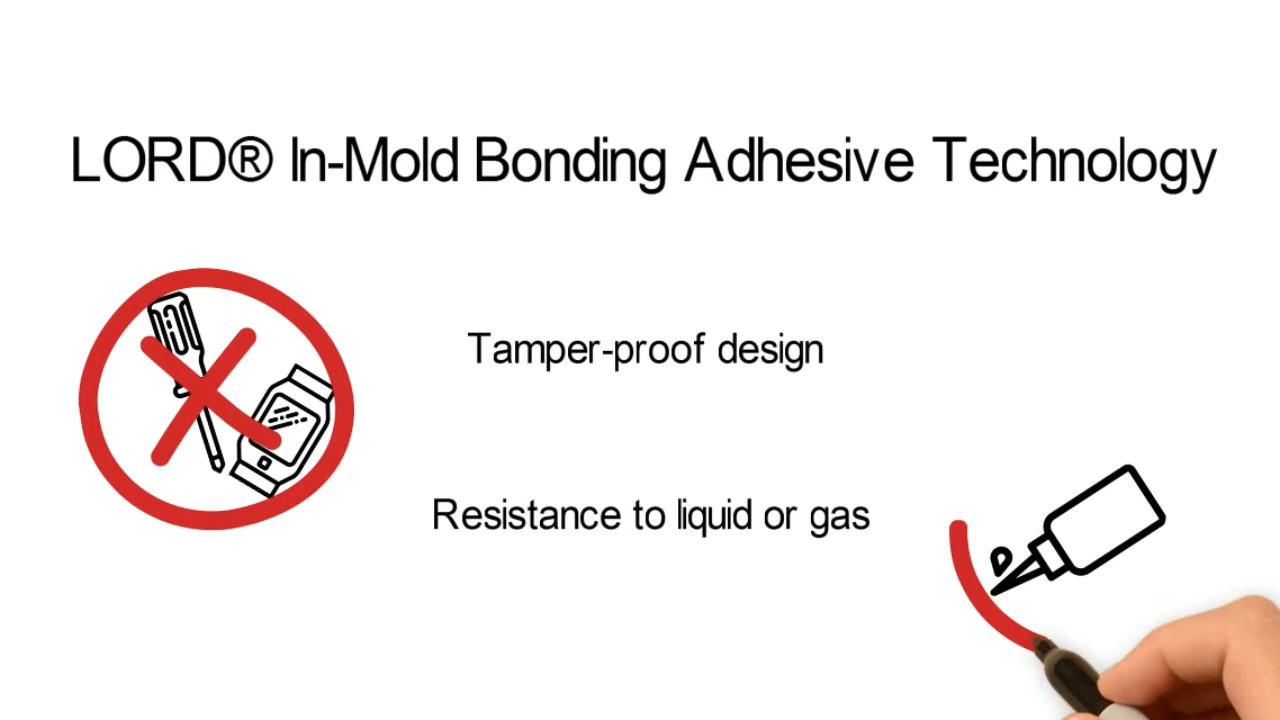 LORD® In-Mold Bonding Adhesive Technology
Tamper-proof design
Resistance to liquid or gas